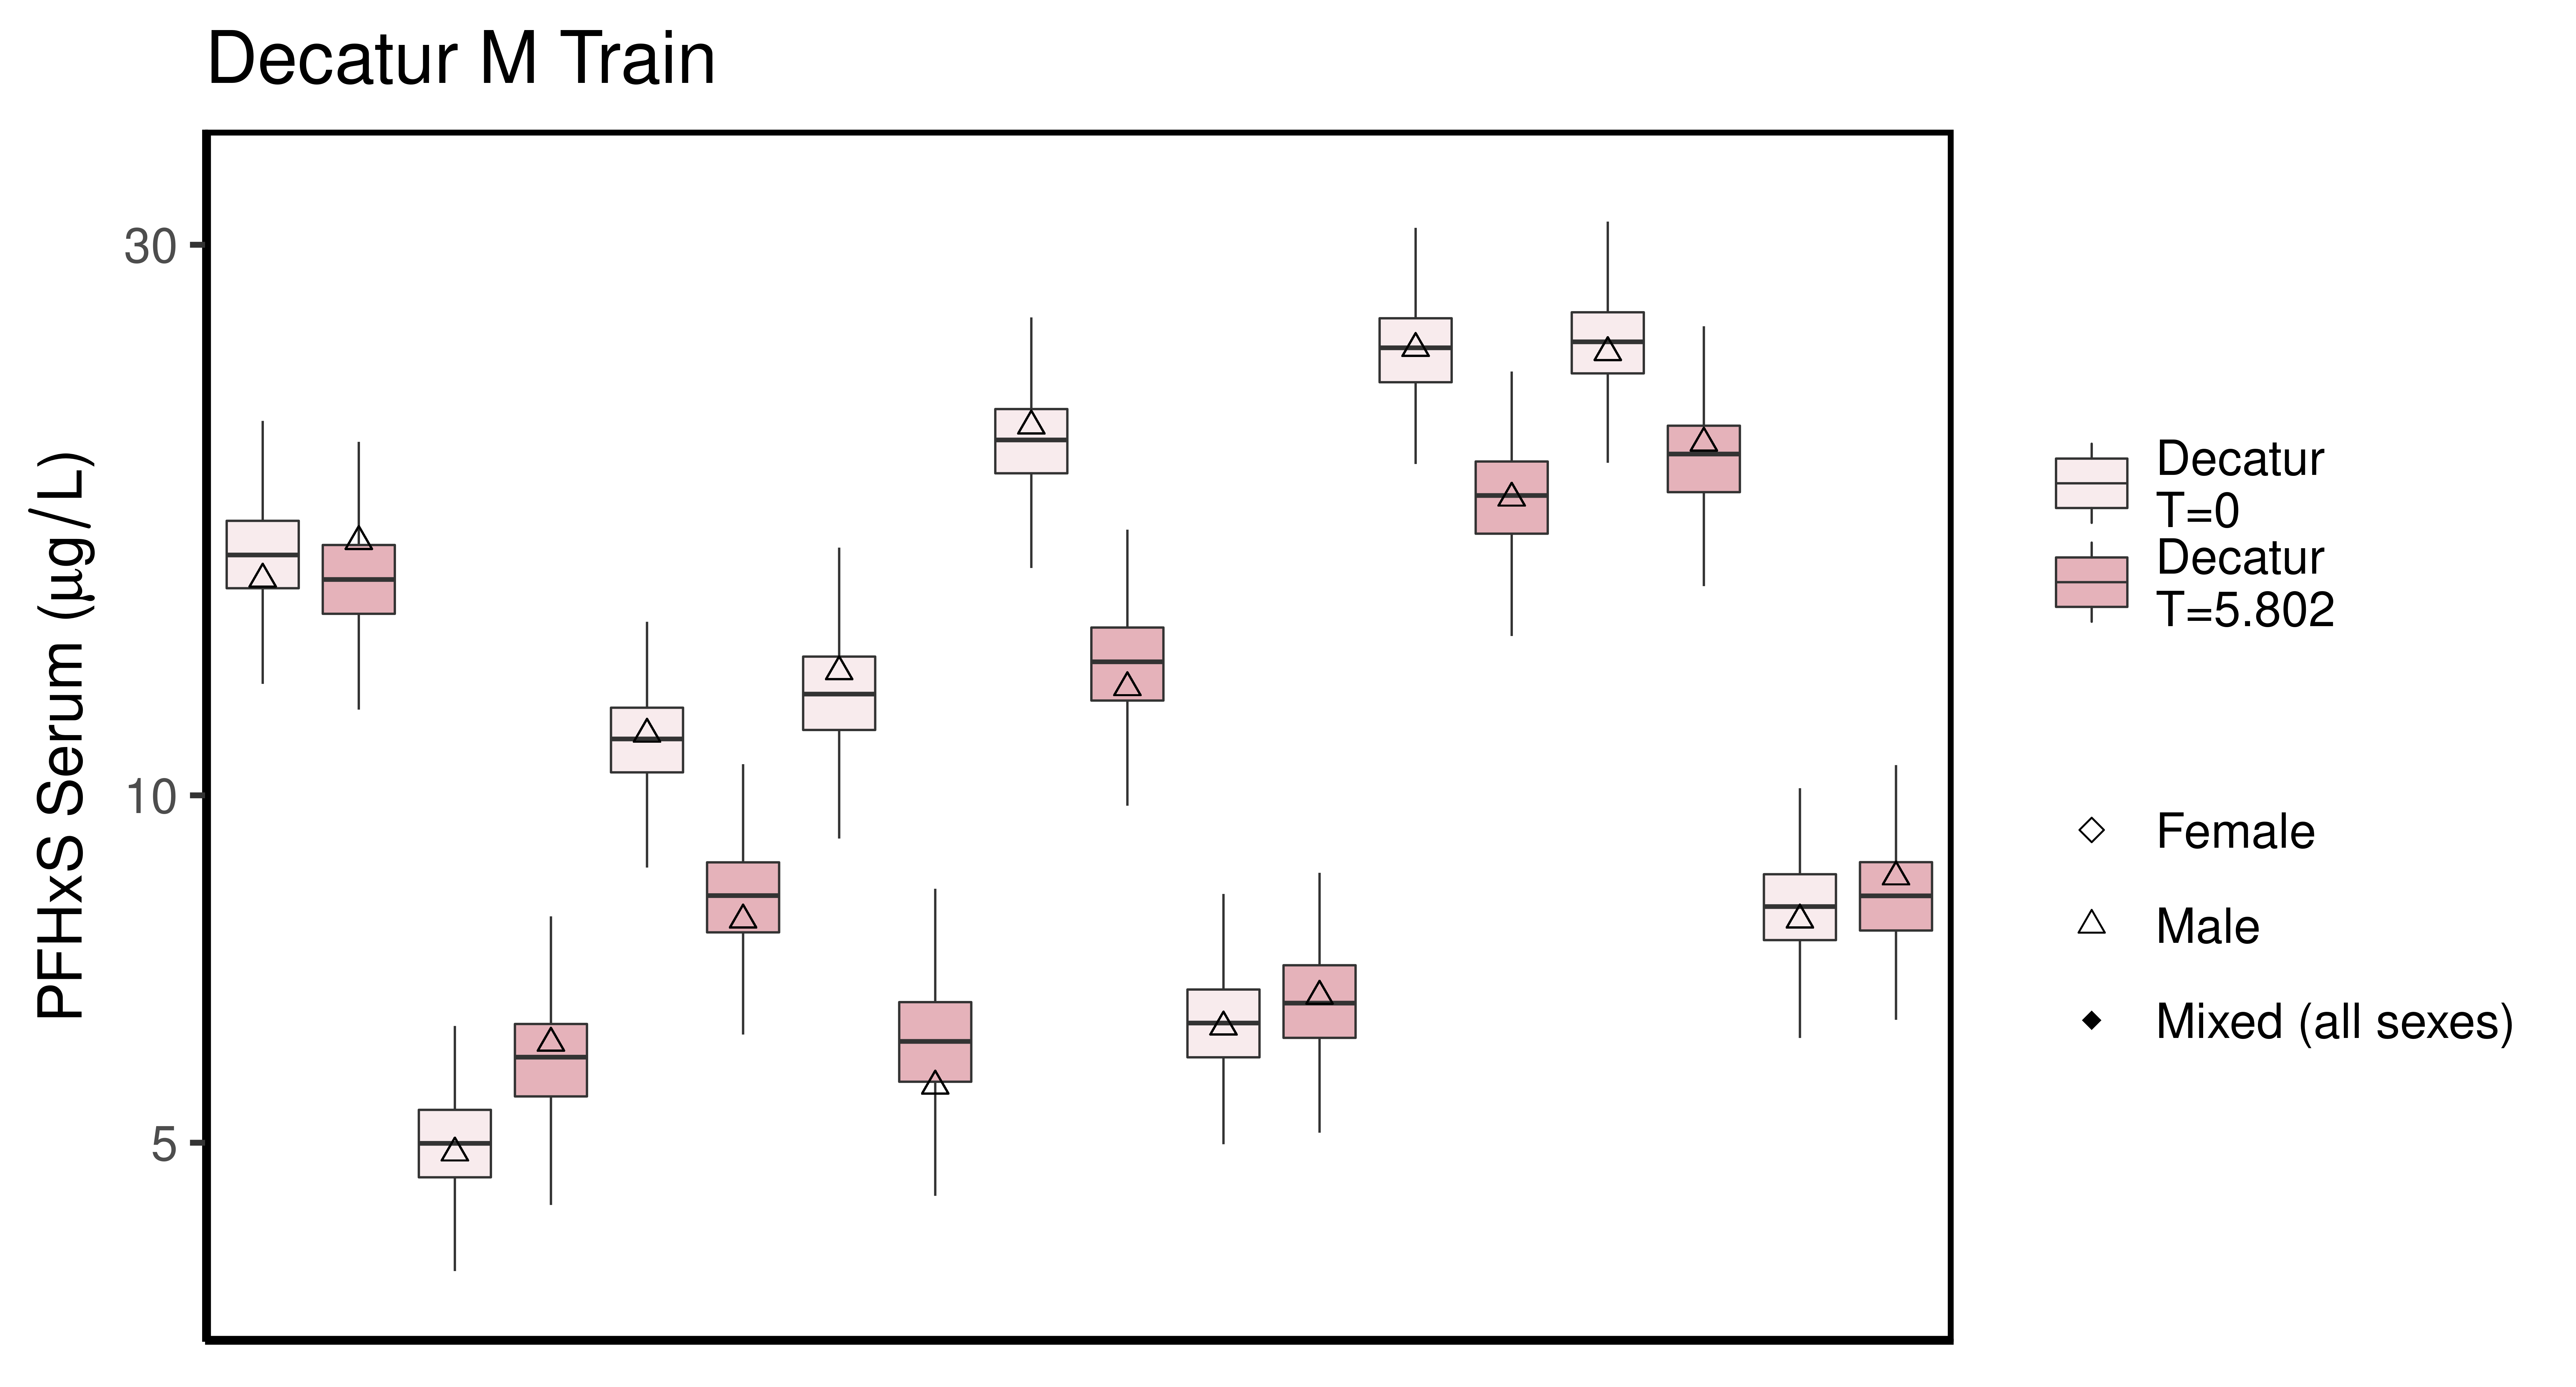 Decatur M Train
PFHxS Serum (μg/L)
30
10
5
Decatur
T=0
Decatur
T=5.802
Female
Male
Mixed (all sexes)